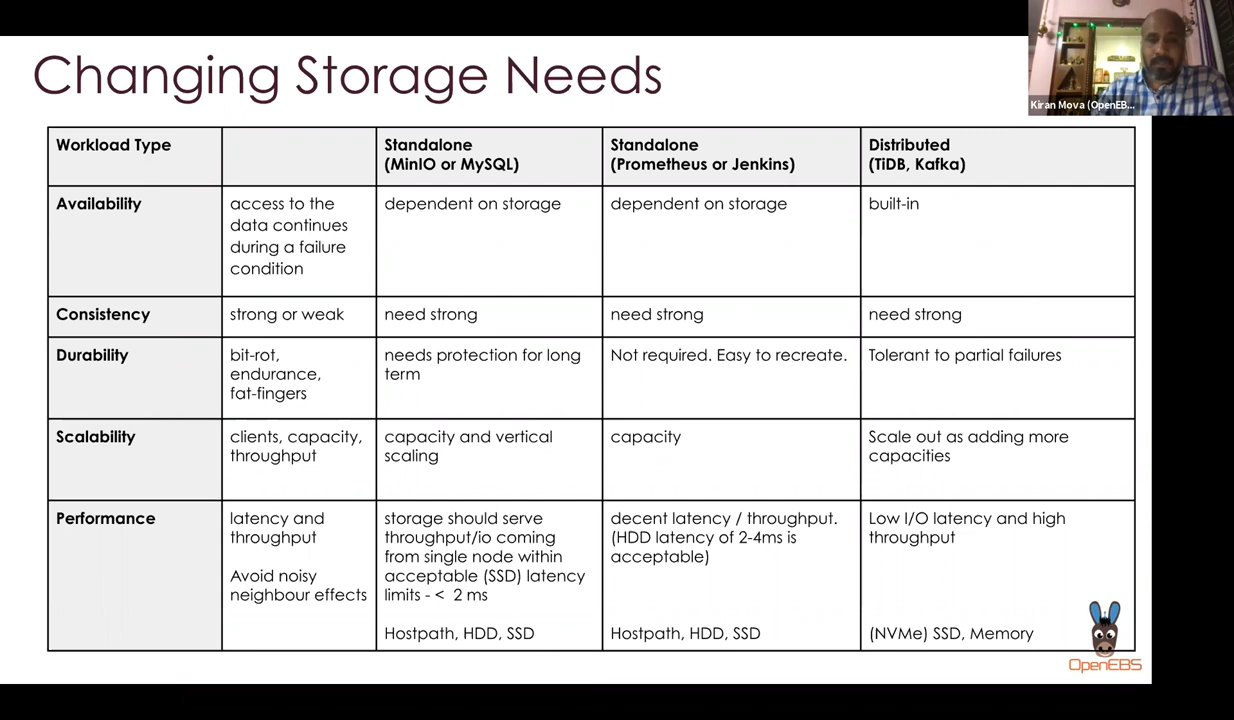 Changing Storage Needs
Kiran Mova (OpenEB...
Workload Type
Standalone
(MinIO or MySQL)
Standalone
(Prometheus or Jenkins)
Distributed
(TiDB, Kafka)
Availability
access to the
data continues
during a failure
condition
dependent on storage
dependent on storage
built-in
Consistency
strong or weak
need strong
need strong
need strong
Durability
bit-rot,
endurance,
fat-fingers
needs protection for long
term
Not required. Easy to recreate.
Tolerant to partial failures
Scalability
clients, capacity,
throughput
capacity and vertical
scaling
capacity
Scale out as adding more
capacities
Performance
latency and
throughput
Avoid noisy
neighbour effects
storage should serve
throughput/io coming
from single node within
acceptable (SSD) latency
limits - <  2 ms
Hostpath, HDD, SSD
decent latency / throughput.
(HDD latency of 2-4ms is
acceptable)
Hostpath, HDD, SSD
Low I/O latency and high
throughput
(NVMe) SSD, Memory
OpenEBS